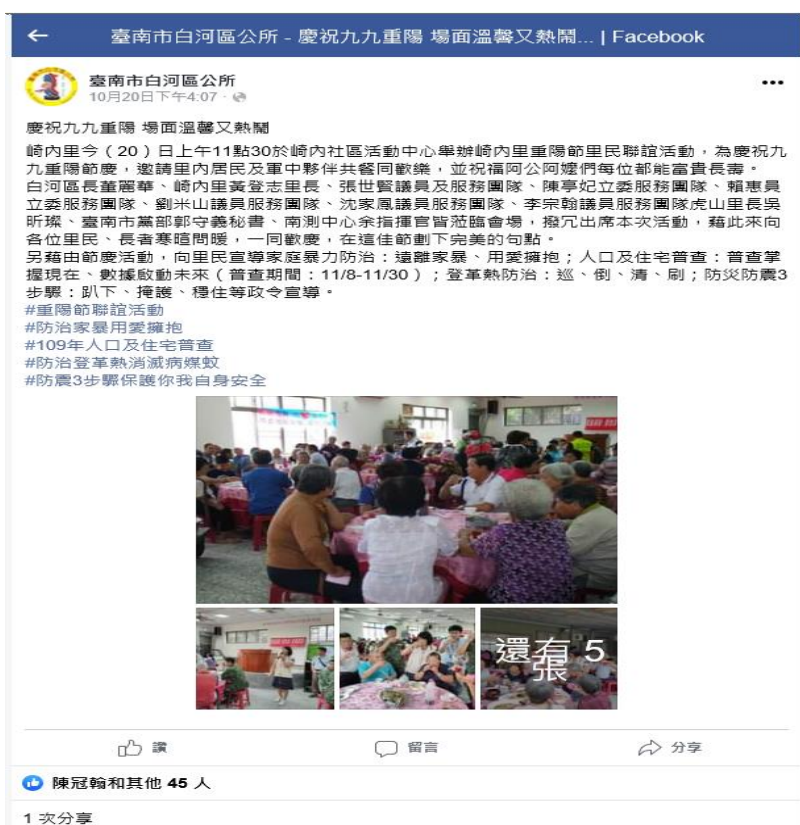 臺南市白河區公所 - 慶祝九九重陽 場面溫馨又熱鬧... | Facebook
臺南市白河區公所
10月20日下午4:07 ·
慶祝九九重陽 場面溫馨又熱鬧
崎內里今（20）日上午11點30於崎內社區活動中心舉辦崎內里重陽節里民聯誼活動，為慶祝九
九重陽節慶，邀請里內居民及軍中夥伴共餐同歡樂，並祝福阿公阿嬤們每位都能富貴長壽。
白河區長董麗華、崎內里黃登志里長、張世賢議員及服務團隊、陳亭妃立委服務團隊、賴惠員
立委服務團隊、劉米山議員服務團隊、沈家鳳議員服務團隊、李宗翰議員服務團隊虎山里長吳
昕璨、臺南市黨部郭守義秘書、南測中心余指揮官皆蒞臨會場，撥冗出席本次活動，藉此來向
各位里民、長者寒暄問暖，一同歡慶，在這佳節劃下完美的句點。
另藉由節慶活動，向里民宣導家庭暴力防治：遠離家暴、用愛擁抱；人口及住宅普查：普查掌
握現在、數據啟動未來（普查期間：11/8-11/30）；登革熱防治：巡、倒、清、刷；防災防震3
步驟：趴下、掩護、穩住等政令宣導。
#重陽節聯誼活動
#防治家暴用愛擁抱
#109年人口及住宅普查
#防治登革熱消滅病媒蚊
#防震3步驟保護你我自身安全
還有 5
張
讚
留言
分享
陳冠翰和其他 45 人
1 次分享